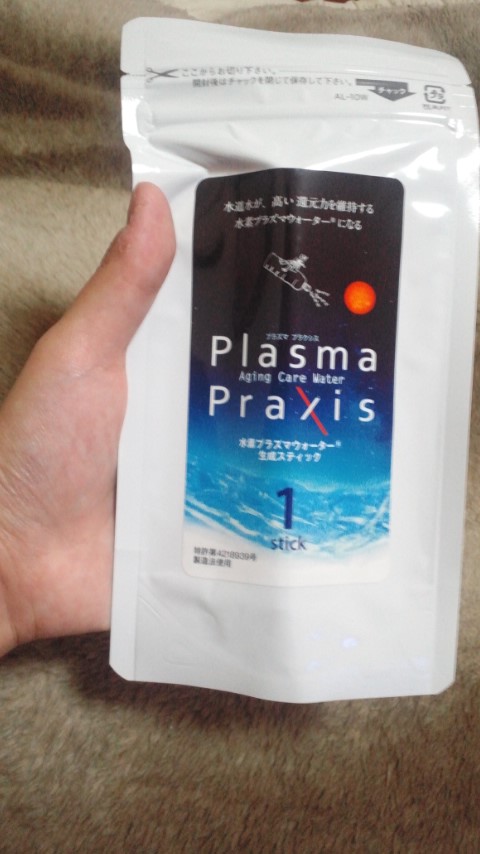 ここからお切り下さい。
開封後はチャックを閉じて保存して下さい。
チャック
AL-10W
プラ
水道水が、高い還元力を維持する
水素プラズマウォーター®になる
プラズマ プラクシス
Plasma
Aging Care Water
Praxis
水素プラズマウォーター®
生成スティック
1
stick
特許第4218939号
製造法使用